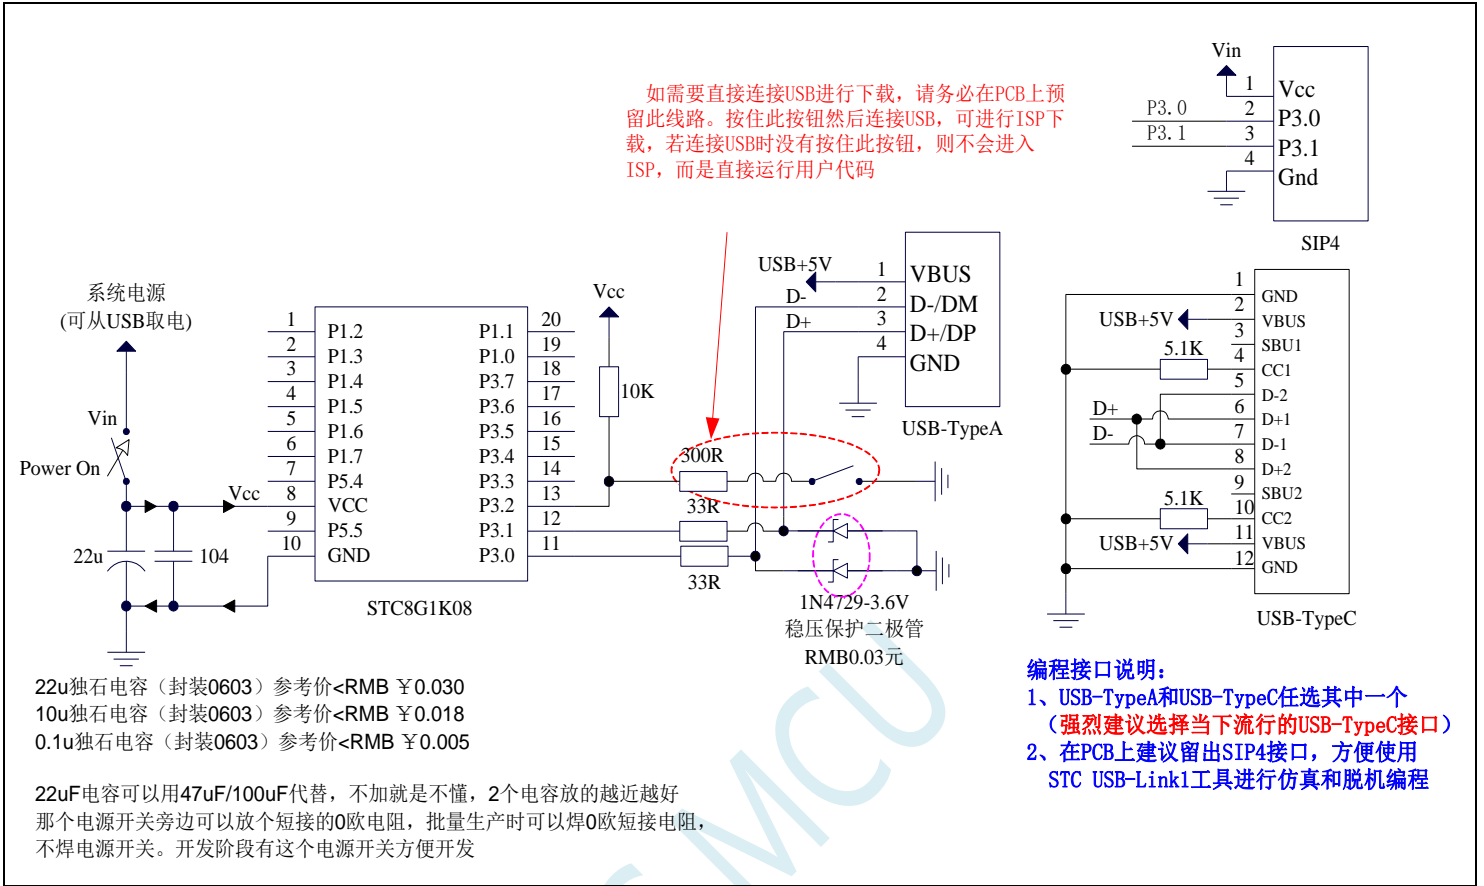 如需要直接连接USB进行下载，请务必在PCB上预
留此线路。按住此按钮然后连接USB，可进行ISP下
载，若连接USB时没有按住此按钮，则不会进入
ISP，而是直接运行用户代码
Vin
1
Vcc
P3.0
2
P3.0
P3.1
3
P3.1
4
Gnd
SIP4
系统电源
(可从USB取电)
Vin
Power On
Vcc
22u
104
1
P1.2
2
P1.3
3
P1.4
4
P1.5
5
P1.6
6
P1.7
7
P5.4
8
VCC
9
P5.5
10
GND
P1.1
20
P1.0
19
P3.7
18
P3.6
17
P3.5
16
P3.4
15
P3.3
14
P3.2
13
P3.1
12
P3.0
11
STC8G1K08
Vcc
10K
300R
33R
33R
USB+5V
1
VBUS
D-
2
D-/DM
D+
3
D+/DP
4
GND
USB-TypeA
1N4729-3.6V
稳压保护二极管
RMB0.03元
1
GND
USB+5V
2
VBUS
3
SBU1
5.1K
4
CC1
5
D-2
D+
6
D+1
D-
7
D-1
8
D+2
9
SBU2
5.1K
10
CC2
USB+5V
11
VBUS
12
GND
USB-TypeC
22u独石电容（封装0603）参考价<RMB ￥0.030
10u独石电容（封装0603）参考价<RMB ￥0.018
0.1u独石电容（封装0603）参考价<RMB ￥0.005
22uF电容可以用47uF/100uF代替，不加就是不懂，2个电容放的越近越好
那个电源开关旁边可以放个短接的0欧电阻，批量生产时可以焊0欧短接电阻，
不焊电源开关。开发阶段有这个电源开关方便开发
编程接口说明：
1、USB-TypeA和USB-TypeC任选其中一个
（强烈建议选择当下流行的USB-TypeC接口）
2、在PCB上建议留出SIP4接口，方便使用
STC USB-Link1工具进行仿真和脱机编程
MCU